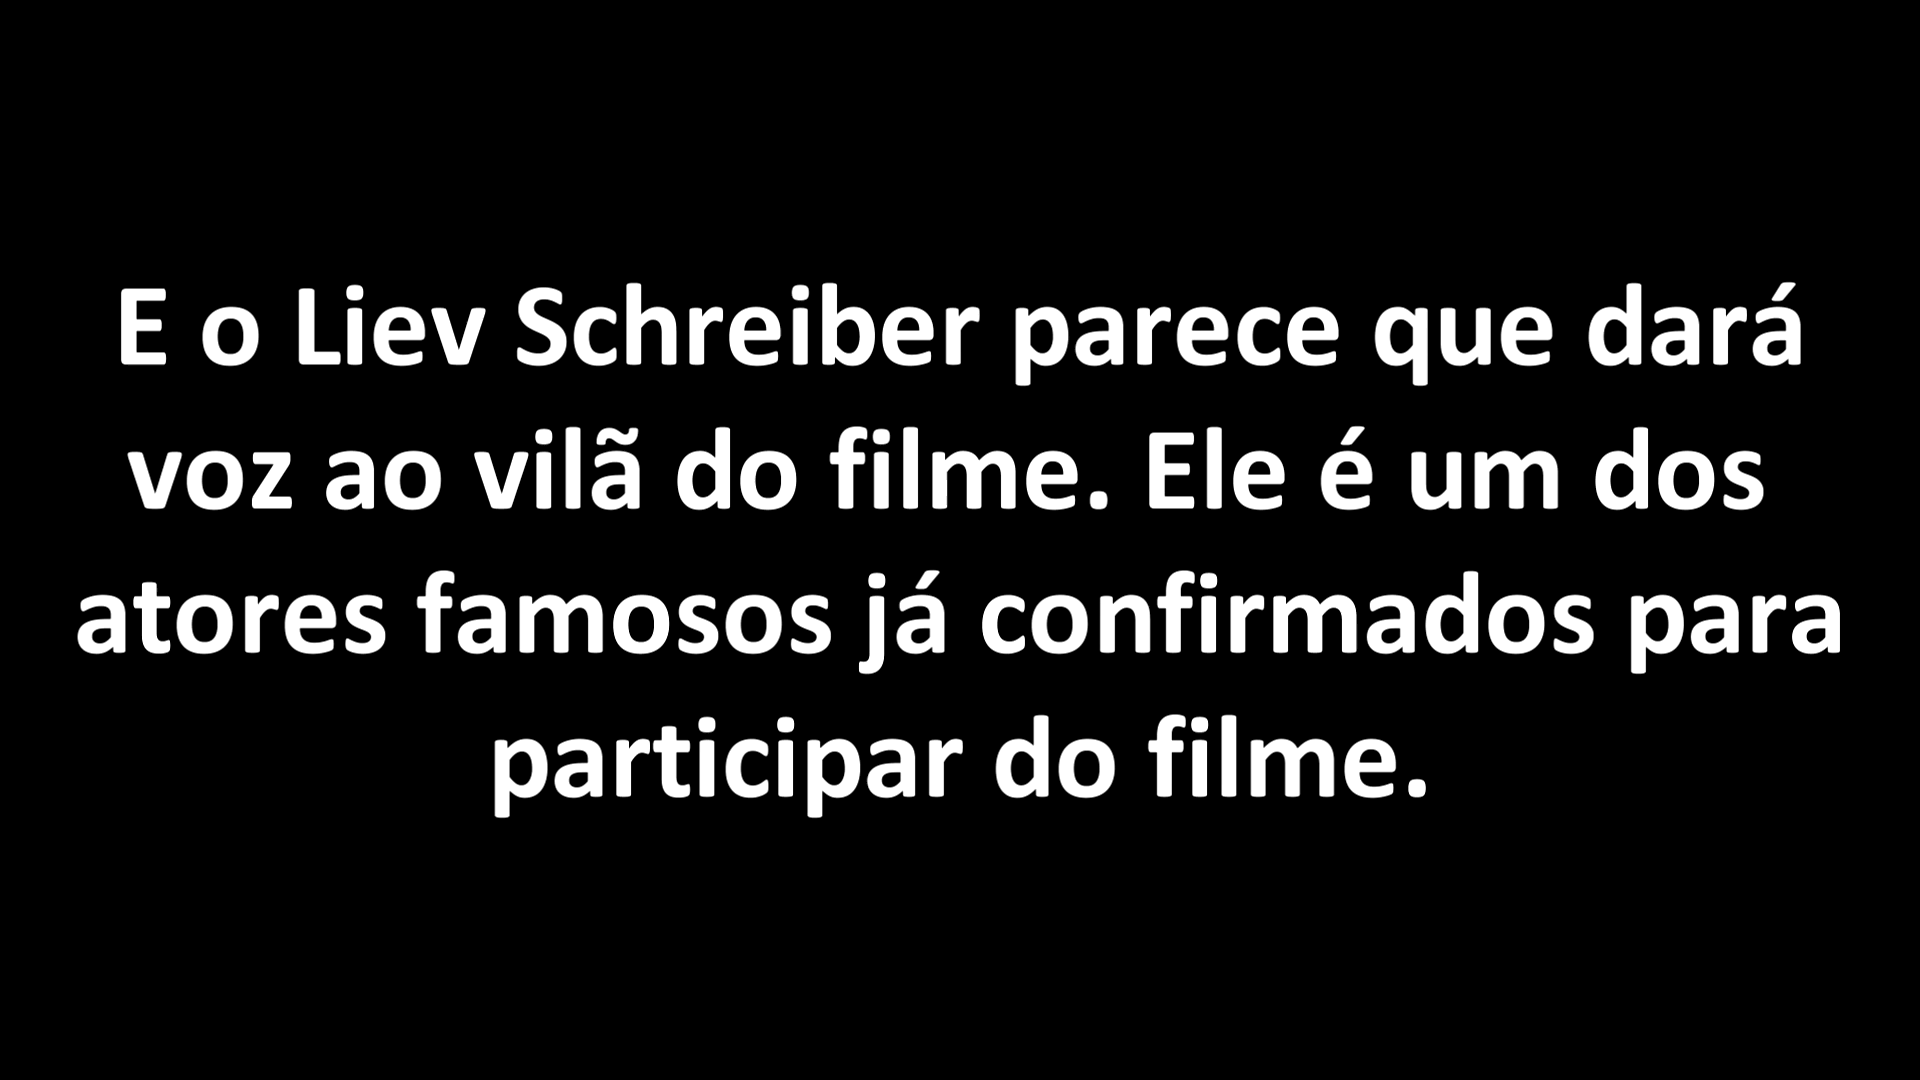 E o Liev Schreiber parece que dará
voz ao vilã do filme. Ele é um dos
atores famosos já confirmados para
participar do filme.